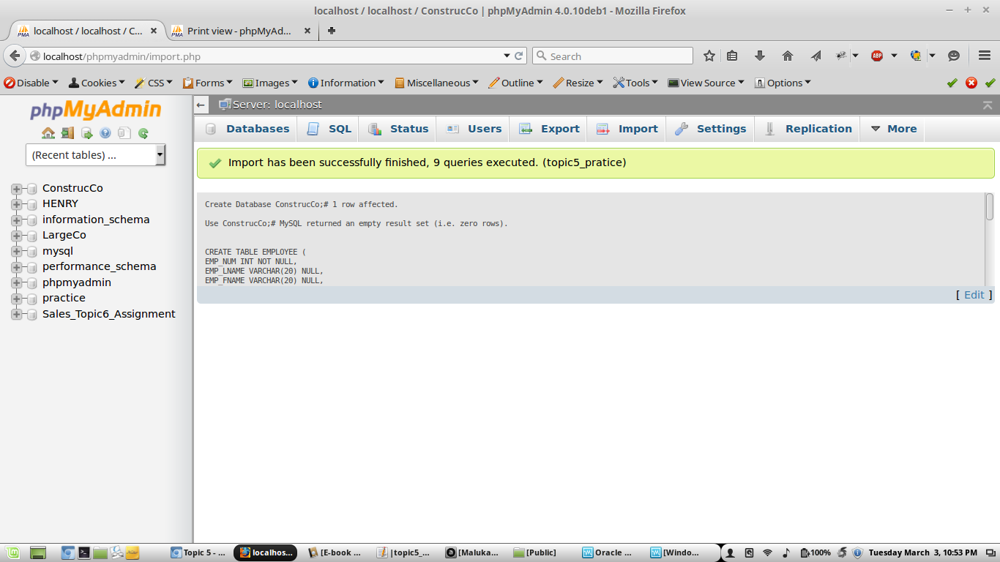 localhost / localhost / ConstrucCo | phpMyAdmin 4.0.10deb1 - Mozilla Firefox
localhost / localhost / C... Print view - phpMyAd...
localhost/phpmyadmin/import.php Search
Disable Cookies CSS Forms Images Information Miscellaneous Outline Resize Tools View Source Options
phpMyAdmin
Server: localhost
Databases SQL Status Users Export Import Settings Replication More
(Recent tables) ...
Import has been successfully finished, 9 queries executed. (topic5_pratice)
ConstrucCo
HENRY
information_schema
LargeCo
mysql
performance_schema
phpmyadmin
practice
Sales_Topic6_Assignment
Create Database ConstrucCo;# 1 row affected.
Use ConstrucCo;# MySQL returned an empty result set (i.e. zero rows).
CREATE TABLE EMPLOYEE (
EMP_NUM INT NOT NULL,
EMP_LNAME VARCHAR(20) NULL,
EMP_FNAME VARCHAR(20) NULL,
[ Edit ]
Topic 5 - ... localhos... [E-book ... |topic5_... [Maluka... [Public] Oracle ... [Windo... 100% Tuesday March 3, 10:53 PM